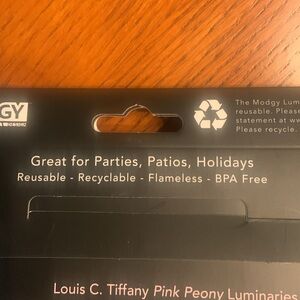 GY
The Modgy Lum
reusable. Please
statement at ww
Please recycle.
Great for Parties, Patios, Holidays
Reusable - Recyclable - Flameless - BPA Free
Louis C. Tiffany Pink Peony Luminaries